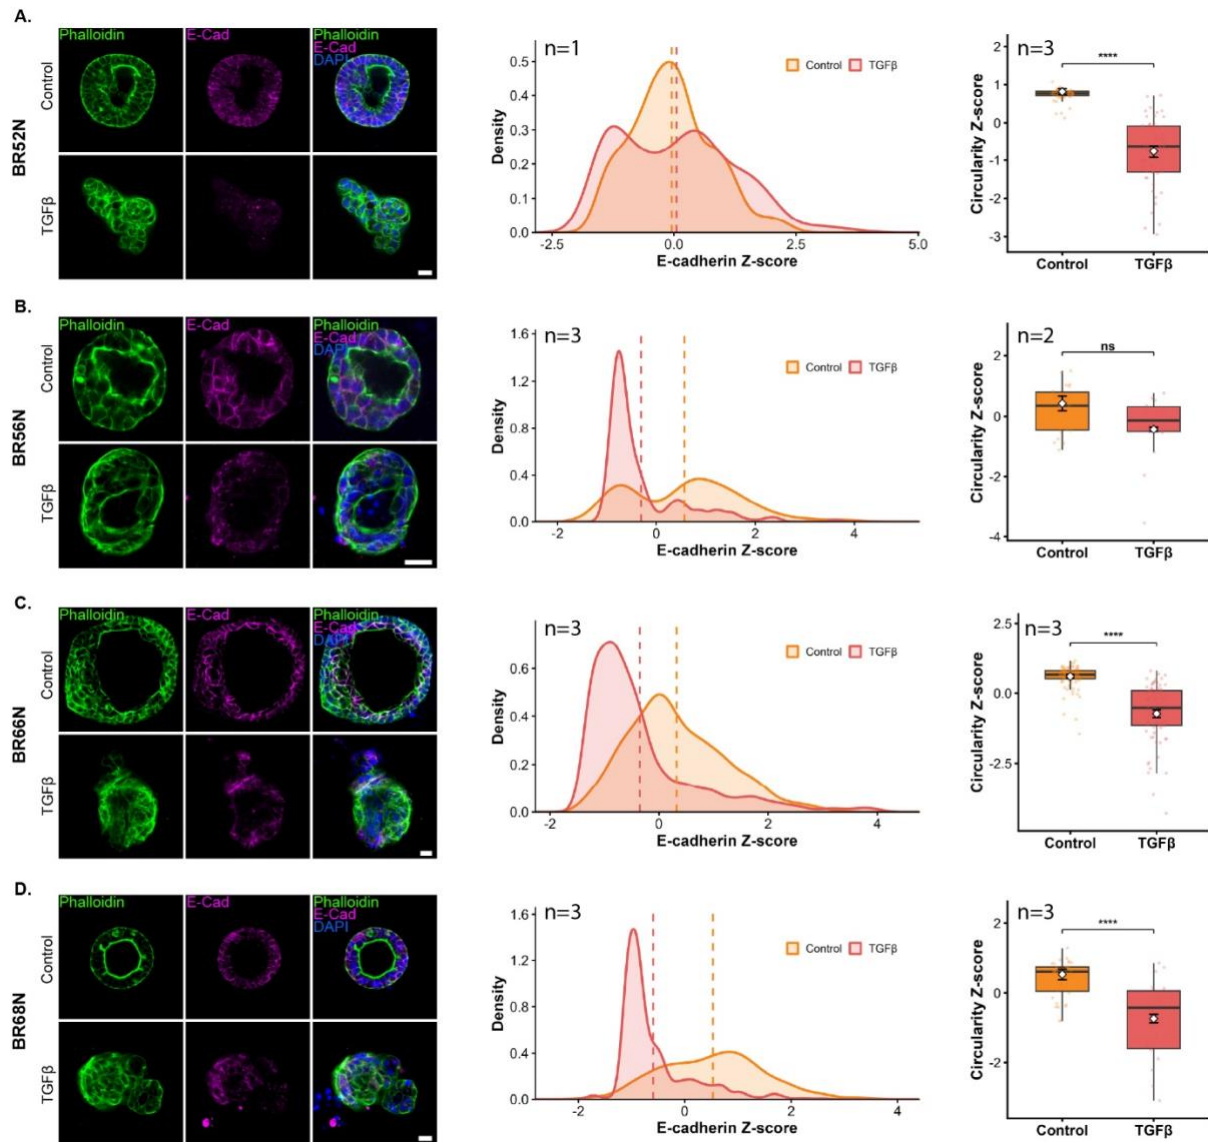 A.
BR52N
Control
TGFβ
Phalloidin
E-Cad
Phalloidin
E-Cad
DAPI
n=1
Density
0.5
0.4
0.3
0.2
0.1
0.0
-2.5
0.0
2.5
5.0
E-cadherin Z-score
Control
TGFβ
n=3
Circularity Z-score
****
2
1
0
-1
-2
-3
Control
TGFβ
B.
BR56N
Control
TGFβ
Phalloidin
E-Cad
Phalloidin
E-Cad
DAPI
n=3
Density
1.6
1.2
0.8
0.4
0.0
-2
0
2
4
E-cadherin Z-score
Control
TGFβ
n=2
Circularity Z-score
ns
2
0
-2
-4
Control
TGFβ
C.
BR66N
Control
TGFβ
Phalloidin
E-Cad
Phalloidin
E-Cad
DAPI
n=3
Density
0.6
0.4
0.2
0.0
-2
0
2
4
E-cadherin Z-score
Control
TGFβ
n=3
Circularity Z-score
****
2.5
0.0
-2.5
Control
TGFβ
D.
BR68N
Control
TGFβ
Phalloidin
E-Cad
Phalloidin
E-Cad
DAPI
n=3
Density
1.6
1.2
0.8
0.4
0.0
-2
0
2
4
E-cadherin Z-score
Control
TGFβ
n=3
Circularity Z-score
****
2
0
-2
Control
TGFβ